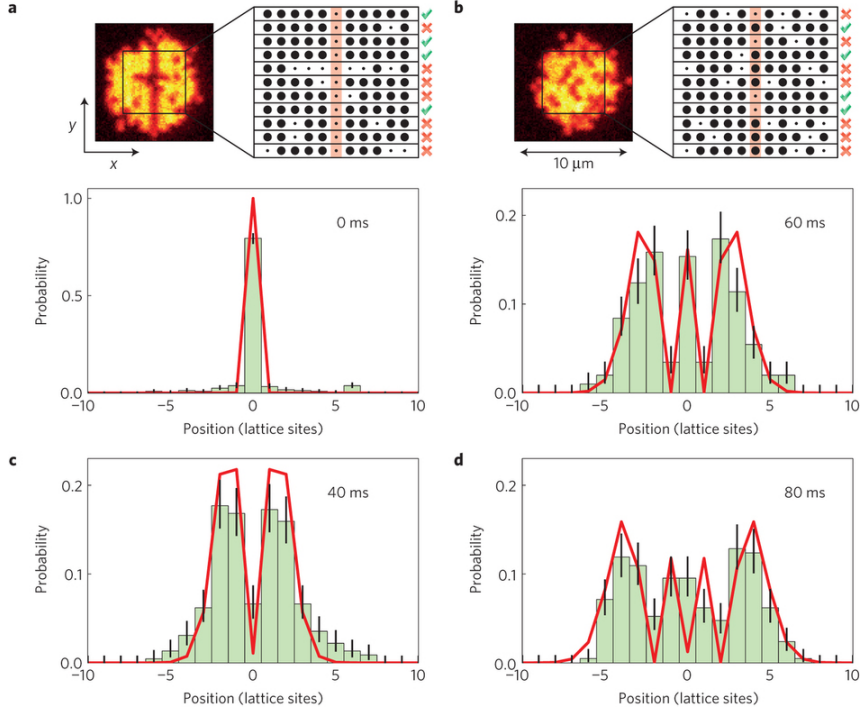 a
b
y
x
10 μm
1.0
0.5
0.0
Probability
0 ms
−10
−5
0
5
10
Position (lattice sites)
0.2
0.1
0.0
Probability
60 ms
−10
−5
0
5
10
Position (lattice sites)
c
d
0.2
0.1
0.0
Probability
40 ms
−10
−5
0
5
10
Position (lattice sites)
0.2
0.1
0.0
Probability
80 ms
−10
−5
0
5
10
Position (lattice sites)